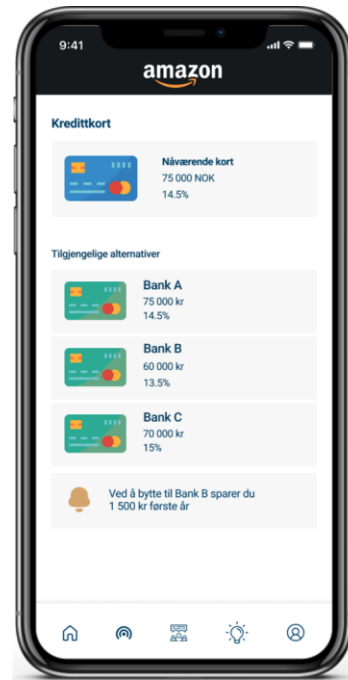 9:41
amazon
Kredittkort
Nåværende kort
75 000 NOK
14.5%
Tilgjengelige alternativer
Bank A
75 000 kr
14.5%
Bank B
60 000 kr
13.5%
Bank C
70 000 kr
15%
Ved å bytte til Bank B sparer du
1 500 kr første år